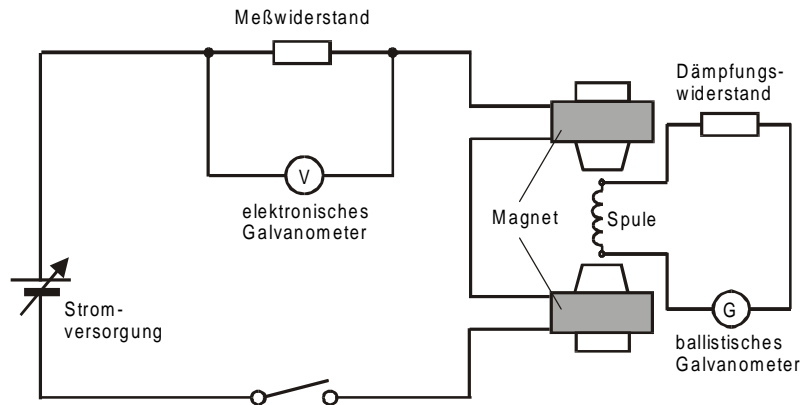 Meßwiderstand
Dämpfungs-
widerstand
V
elektronisches
Galvanometer
Magnet
Spule
Strom-
versorgung
G
ballistisches
Galvanometer